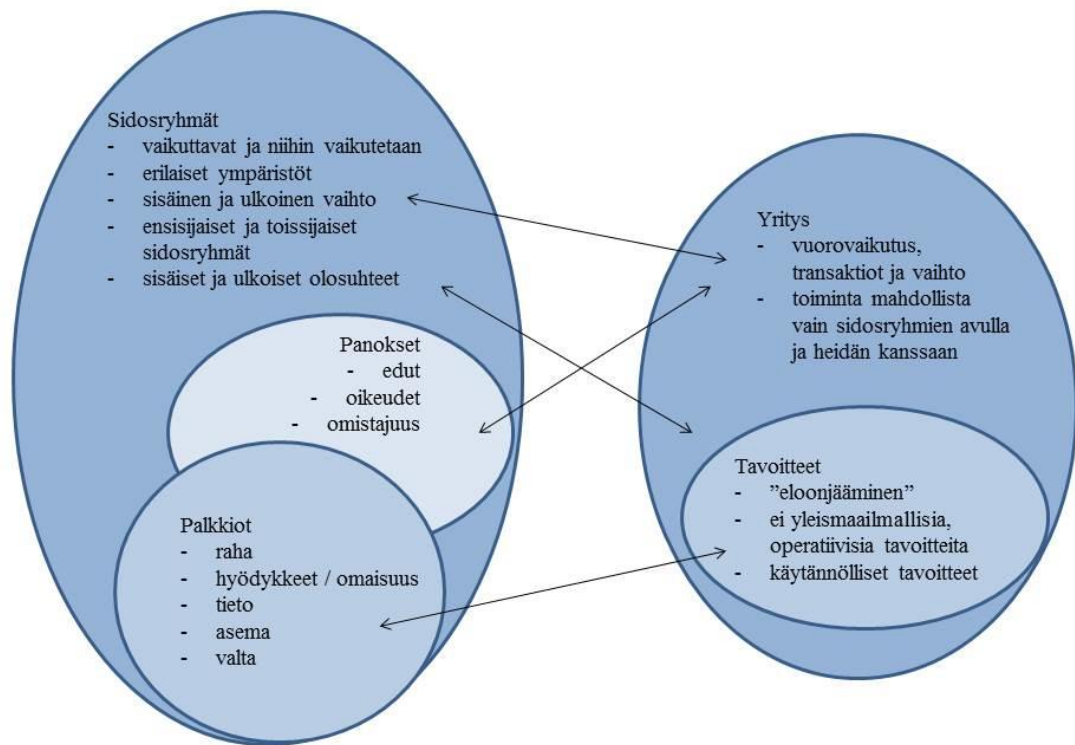 Sidosryhmät
- vaikuttavat ja niihin vaikutetaan
- erilaiset ympäristöt
- sisäinen ja ulkoinen vaihto
- ensisijaiset ja toissijaiset
sidosryhmät
- sisäiset ja ulkoiset olosuhteet
Panokset
- edut
- oikeudet
- omistajuus
Palkkiot
- raha
- hyödykkeet / omaisuus
- tieto
- asema
- valta
Yritys
- vuorovaikutus,
transaktiot ja vaihto
- toiminta mahdollista
vain sidosryhmien avulla
ja heidän kanssaan
Tavoitteet
- ”eloonjääminen”
- ei yleismaailmallisia,
operatiivisia tavoitteita
- käytännölliset tavoitteet